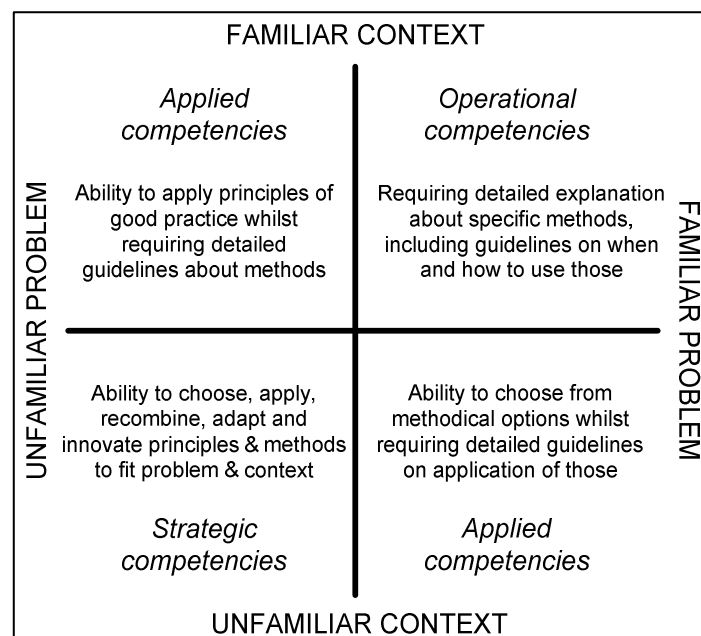 FAMILIAR CONTEXT
Applied
competencies
Ability to apply principles of
good practice whilst
requiring detailed
guidelines about methods
Operational
competencies
Requiring detailed explanation
about specific methods,
including guidelines on when
and how to use those
UNFAMILIAR PROBLEM
FAMILIAR PROBLEM
Ability to choose, apply,
recombine, adapt and
innovate principles & methods
to fit problem & context
Strategic
competencies
Ability to choose from
methodical options whilst
requiring detailed guidelines
on application of those
Applied
competencies
UNFAMILIAR CONTEXT